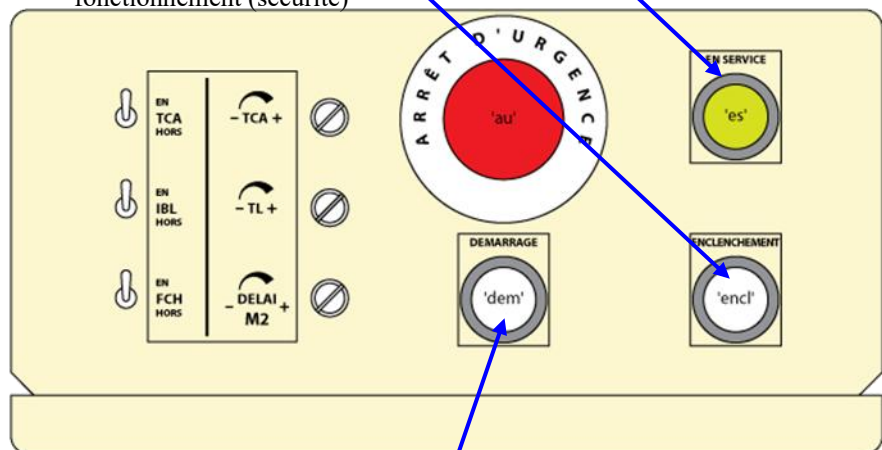 fonctionnement (sécurité)
ARRÊT D'URGENCE
'au'
EN SERVICE
'es'
EN
TCA
HORS
- TCA +
EN
IBL
HORS
- TL +
EN
FCH
HORS
- DELAI +
M2
DEMARRAGE
'dem'
ENCLENCHEMENT
'encl'